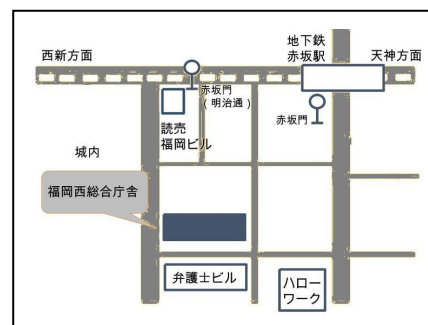 西新方面
地下鉄
赤坂駅
天神方面
赤坂門
（明治通）
読売
福岡ビル
赤坂門
城内
福岡西総合庁舎
弁護士ビル
ハロー
ワーク